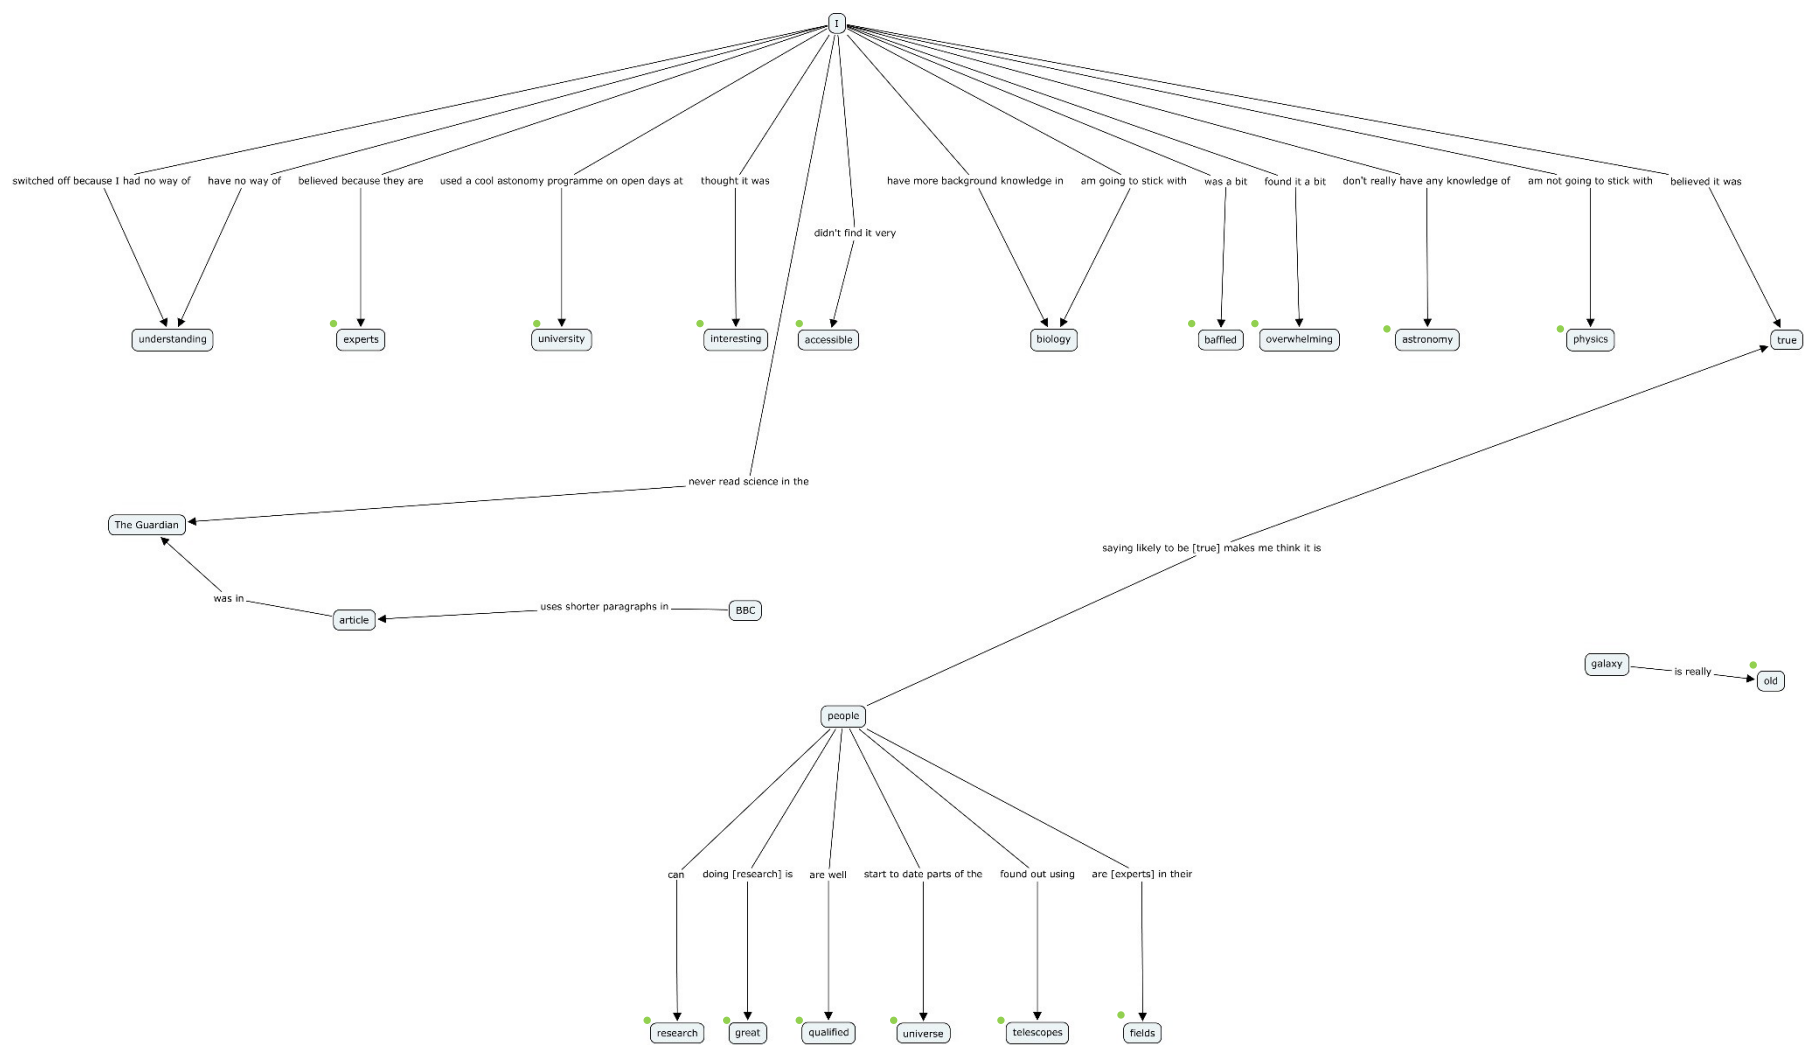 I
switched off because I had no way of
have no way of
believed because they are
used a cool astonomy programme on open days at
thought it was
have more background knowledge in
am going to stick with
was a bit
found it a bit
don't really have any knowledge of
am not going to stick with
believed it was
didn't find it very
understanding
experts
university
interesting
accessible
biology
baffled
overwhelming
astronomy
physics
true
never read science in the
The Guardian
saying likely to be [true] makes me think it is
was in
uses shorter paragraphs in
BBC
article
galaxy
is really
old
people
can
doing [research] is
are well
start to date parts of the
found out using
are [experts] in their
research
great
qualified
universe
telescopes
fields